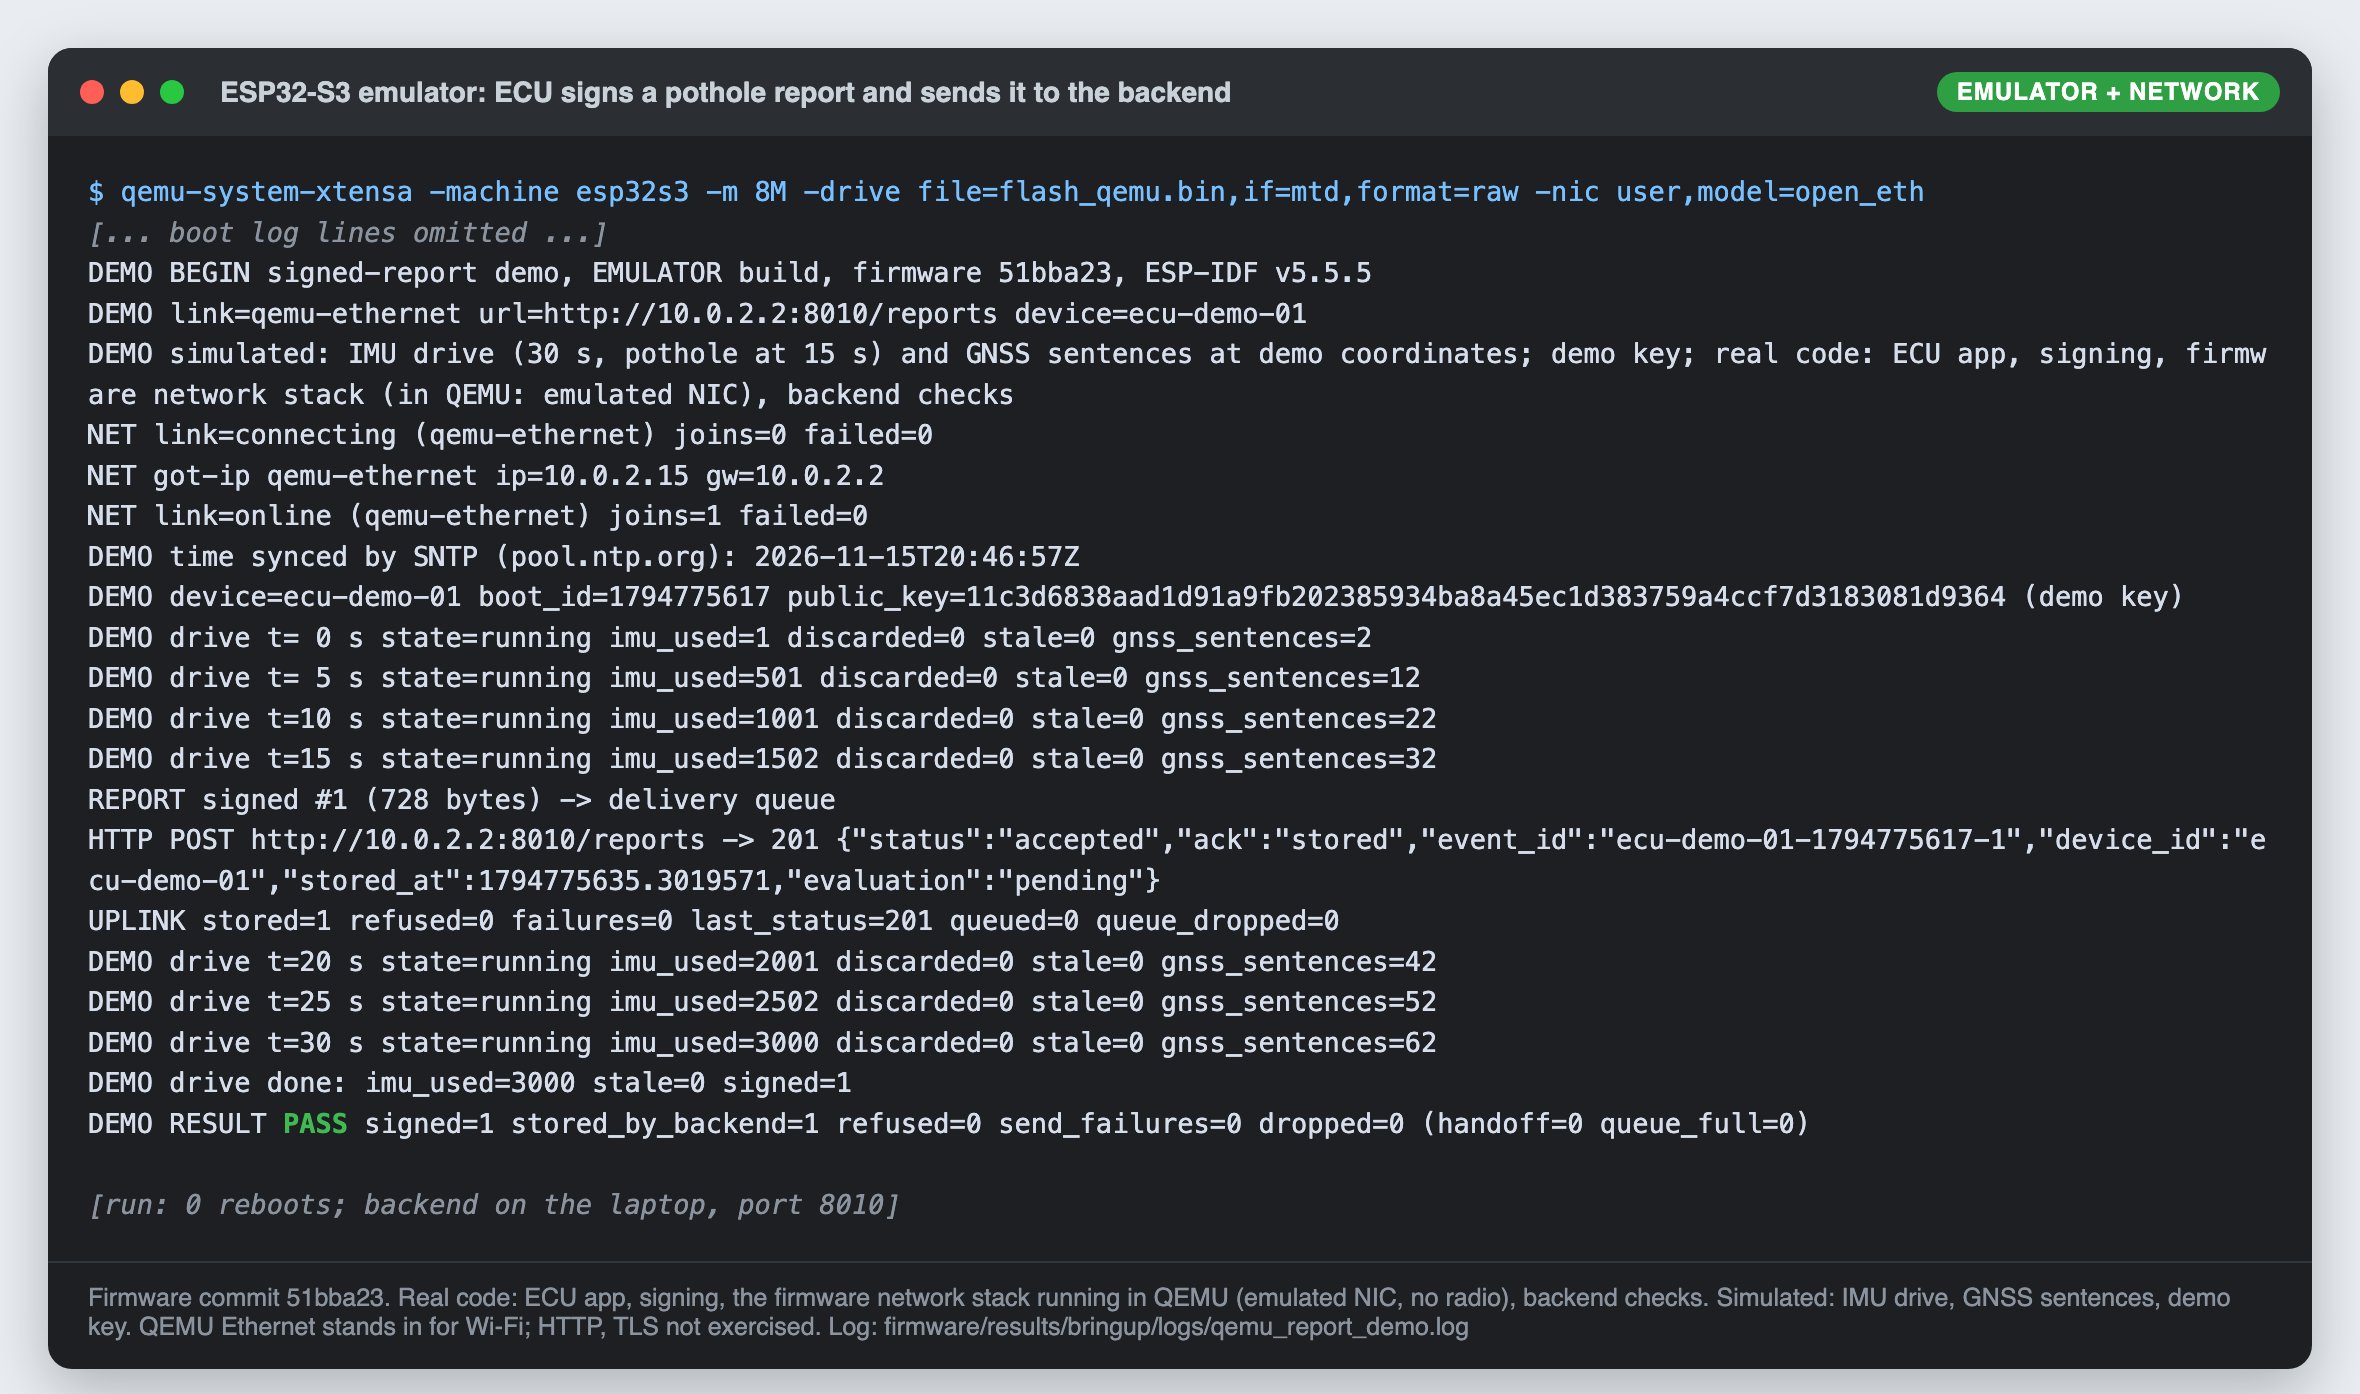 ESP32-S3 emulator: ECU signs a pothole report and sends it to the backend
EMULATOR + NETWORK
$ qemu-system-xtensa -machine esp32s3 -m 8M -drive file=flash_qemu.bin,if=mtd,format=raw -nic user,model=open_eth
[... boot log lines omitted ...]
DEMO BEGIN signed-report demo, EMULATOR build, firmware 51bba23, ESP-IDF v5.5.5
DEMO link=qemu-ethernet url=http://10.0.2.2:8010/reports device=ecu-demo-01
DEMO simulated: IMU drive (30 s, pothole at 15 s) and GNSS sentences at demo coordinates; demo key; real code: ECU app, signing, firmw
are network stack (in QEMU: emulated NIC), backend checks
NET link=connecting (qemu-ethernet) joins=0 failed=0
NET got-ip qemu-ethernet ip=10.0.2.15 gw=10.0.2.2
NET link=online (qemu-ethernet) joins=1 failed=0
DEMO time synced by SNTP (pool.ntp.org): 2026-11-15T20:46:57Z
DEMO device=ecu-demo-01 boot_id=1794775617 public_key=11c3d6838aad1d91a9fb202385934ba8a45ec1d383759a4ccf7d3183081d9364 (demo key)
DEMO drive t= 0 s state=running imu_used=1 discarded=0 stale=0 gnss_sentences=2
DEMO drive t= 5 s state=running imu_used=501 discarded=0 stale=0 gnss_sentences=12
DEMO drive t=10 s state=running imu_used=1001 discarded=0 stale=0 gnss_sentences=22
DEMO drive t=15 s state=running imu_used=1502 discarded=0 stale=0 gnss_sentences=32
REPORT signed #1 (728 bytes) -> delivery queue
HTTP POST http://10.0.2.2:8010/reports -> 201 {"status":"accepted","ack":"stored","event_id":"ecu-demo-01-1794775617-1","device_id":"e
cu-demo-01","stored_at":1794775635.3019571,"evaluation":"pending"}
UPLINK stored=1 refused=0 failures=0 last_status=201 queued=0 queue_dropped=0
DEMO drive t=20 s state=running imu_used=2001 discarded=0 stale=0 gnss_sentences=42
DEMO drive t=25 s state=running imu_used=2502 discarded=0 stale=0 gnss_sentences=52
DEMO drive t=30 s state=running imu_used=3000 discarded=0 stale=0 gnss_sentences=62
DEMO drive done: imu_used=3000 stale=0 signed=1
DEMO RESULT PASS signed=1 stored_by_backend=1 refused=0 send_failures=0 dropped=0 (handoff=0 queue_full=0)
[run: 0 reboots; backend on the laptop, port 8010]
Firmware commit 51bba23. Real code: ECU app, signing, the firmware network stack running in QEMU (emulated NIC, no radio), backend checks. Simulated: IMU drive, GNSS sentences, demo
key. QEMU Ethernet stands in for Wi-Fi; HTTP, TLS not exercised. Log: firmware/results/bringup/logs/qemu_report_demo.log